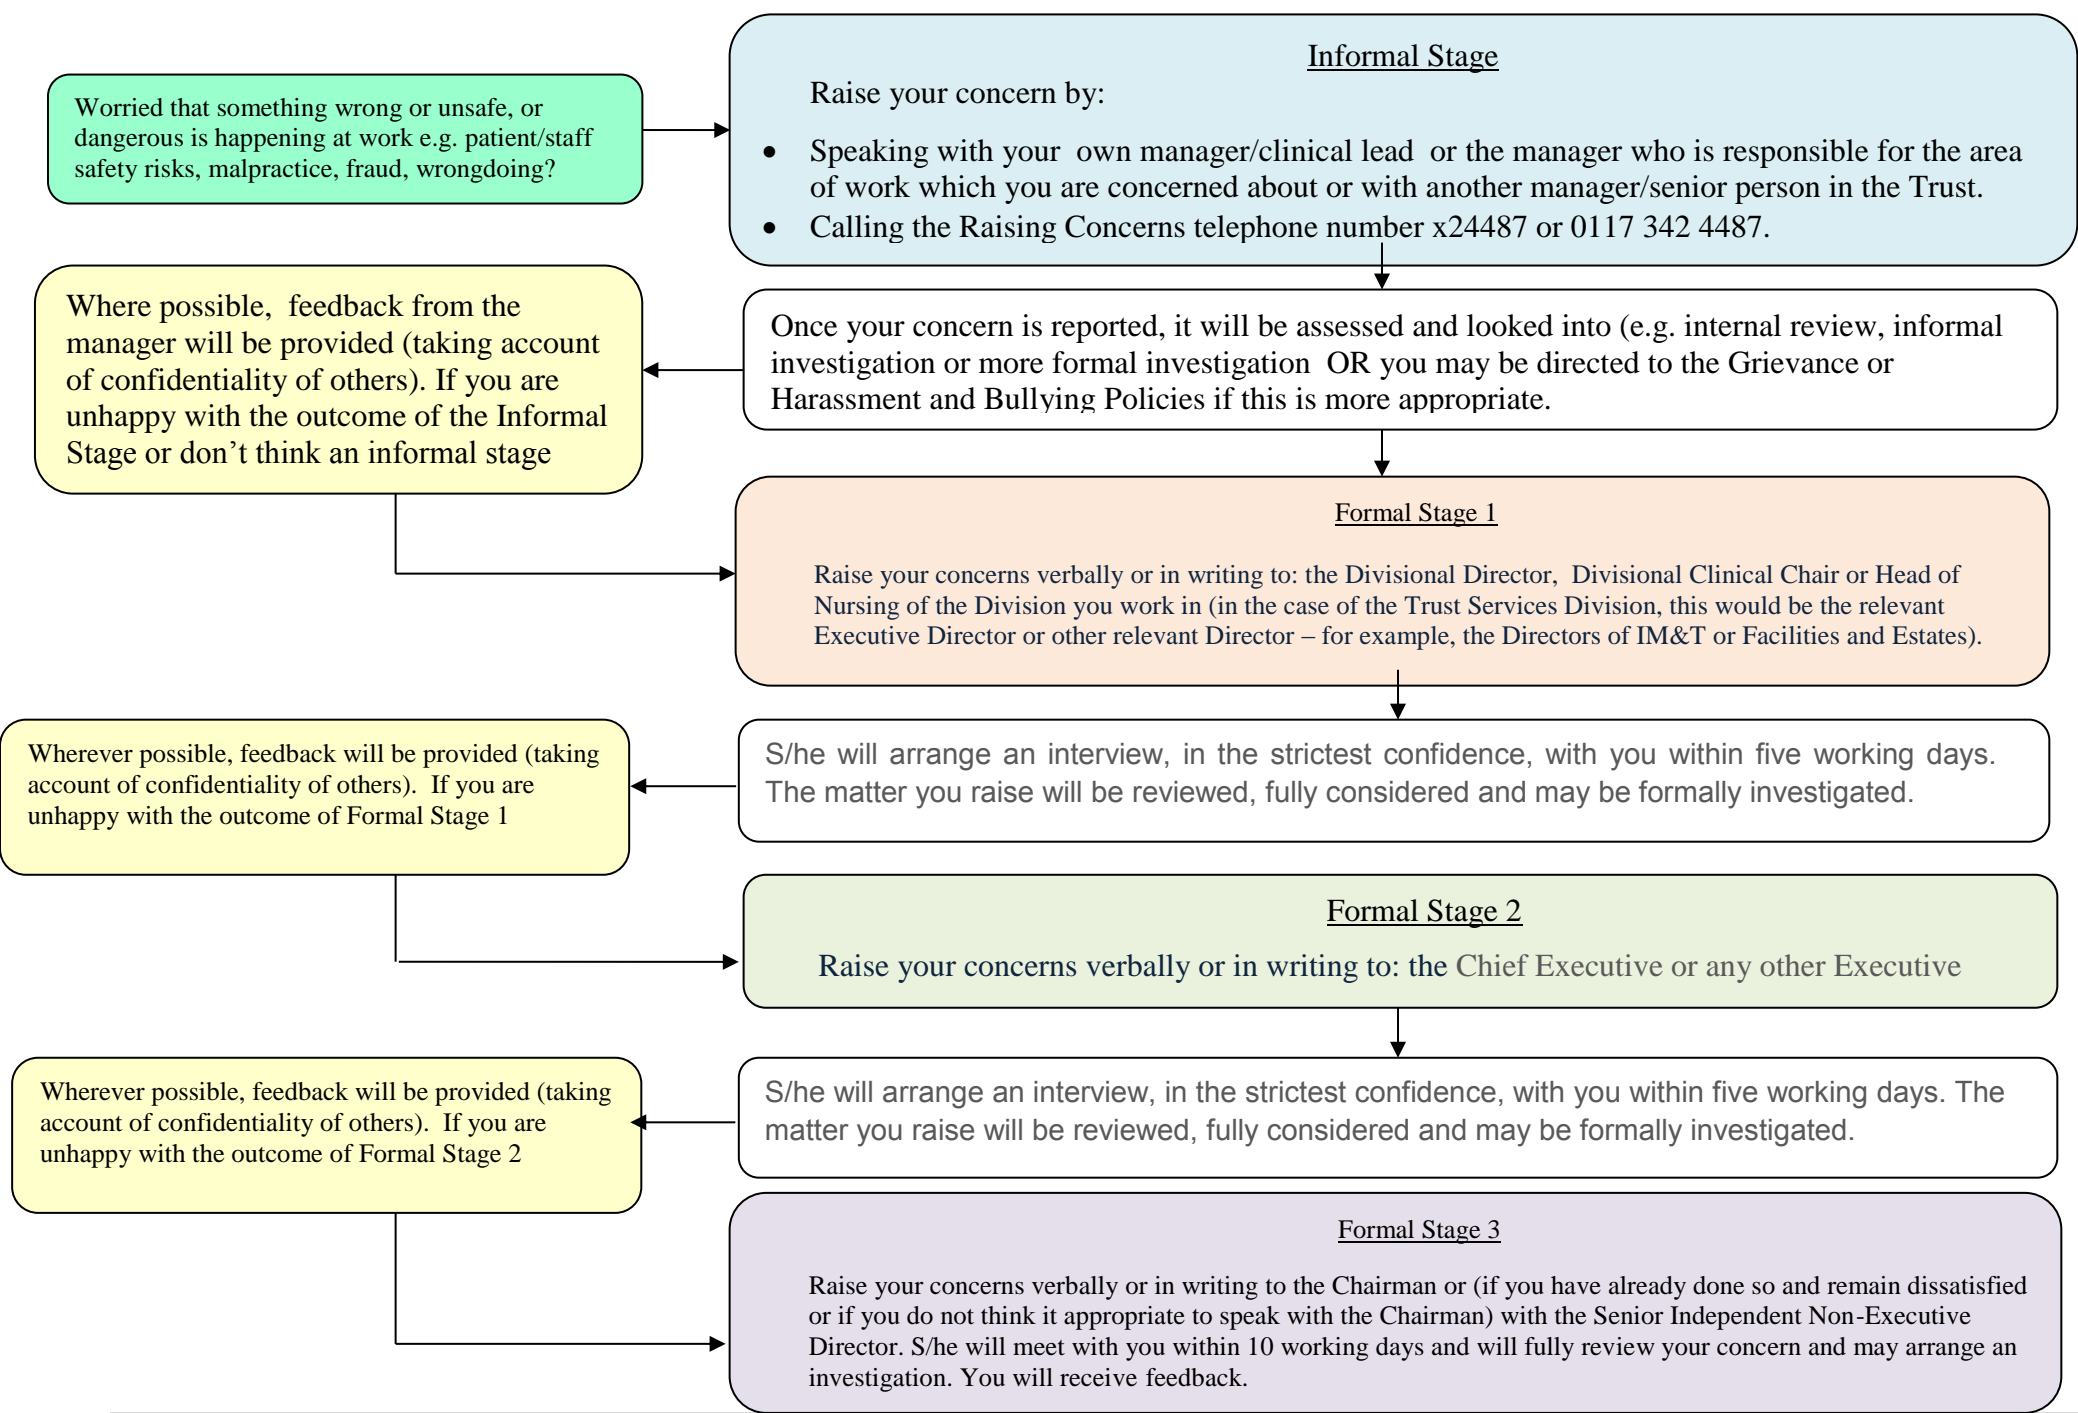 Informal Stage
Raise your concern by:
• Speaking with your own manager/clinical lead or the manager who is responsible for the area
of work which you are concerned about or with another manager/senior person in the Trust.
• Calling the Raising Concerns telephone number x24487 or 0117 342 4487.
Worried that something wrong or unsafe, or
dangerous is happening at work e.g. patient/staff
safety risks, malpractice, fraud, wrongdoing?
Once your concern is reported, it will be assessed and looked into (e.g. internal review, informal
investigation or more formal investigation OR you may be directed to the Grievance or
Harassment and Bullying Policies if this is more appropriate.
Where possible, feedback from the
manager will be provided (taking account
of confidentiality of others). If you are
unhappy with the outcome of the Informal
Stage or don’t think an informal stage
Formal Stage 1
Raise your concerns verbally or in writing to: the Divisional Director, Divisional Clinical Chair or Head of
Nursing of the Division you work in (in the case of the Trust Services Division, this would be the relevant
Executive Director or other relevant Director – for example, the Directors of IM&T or Facilities and Estates).
S/he will arrange an interview, in the strictest confidence, with you within five working days.
The matter you raise will be reviewed, fully considered and may be formally investigated.
Wherever possible, feedback will be provided (taking
account of confidentiality of others). If you are
unhappy with the outcome of Formal Stage 1
Formal Stage 2
Raise your concerns verbally or in writing to: the Chief Executive or any other Executive
S/he will arrange an interview, in the strictest confidence, with you within five working days. The
matter you raise will be reviewed, fully considered and may be formally investigated.
Wherever possible, feedback will be provided (taking
account of confidentiality of others). If you are
unhappy with the outcome of Formal Stage 2
Formal Stage 3
Raise your concerns verbally or in writing to the Chairman or (if you have already done so and remain dissatisfied
or if you do not think it appropriate to speak with the Chairman) with the Senior Independent Non-Executive
Director. S/he will meet with you within 10 working days and will fully review your concern and may arrange an
investigation. You will receive feedback.